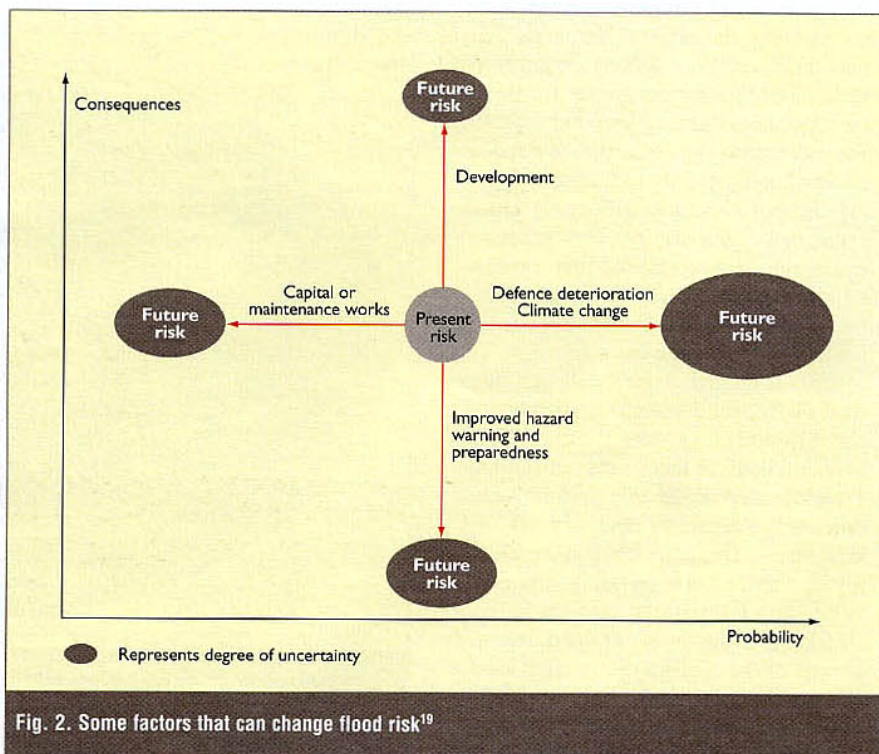 Consequences
Future
risk
Development
Future
risk
Capital or
maintenance works
Present
risk
Defence deterioration
Climate change
Future
risk
Improved hazard
warning and
preparedness
Future
risk
Probability
Represents degree of uncertainty
Fig. 2. Some factors that can change flood risk¹⁹